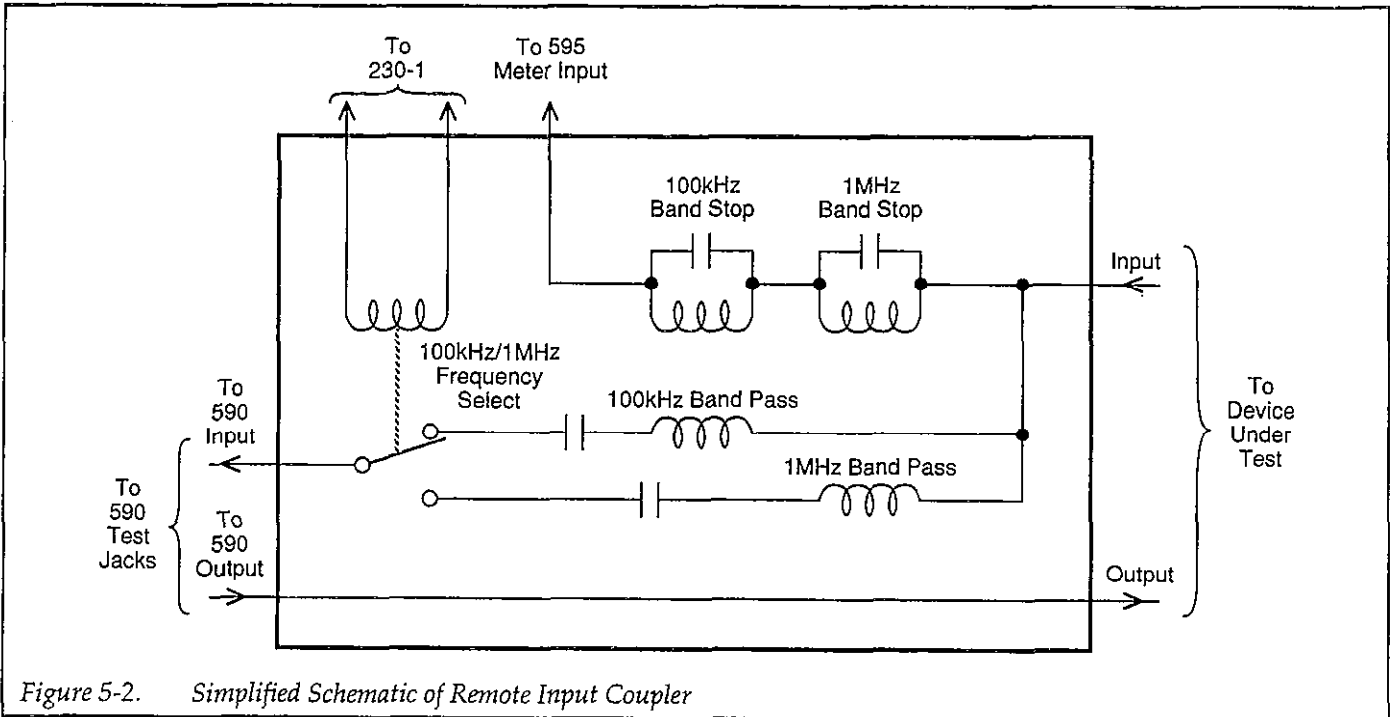 To
230-1
To 595
Meter Input
100kHz
Band Stop
1MHz
Band Stop
Input
100kHz/1MHz
Frequency
Select
100kHz Band Pass
1MHz Band Pass
To
590
Input
To
590
Test
Jacks
To
590
Output
To
Device
Under
Test
Output
Figure 5-2. Simplified Schematic of Remote Input Coupler